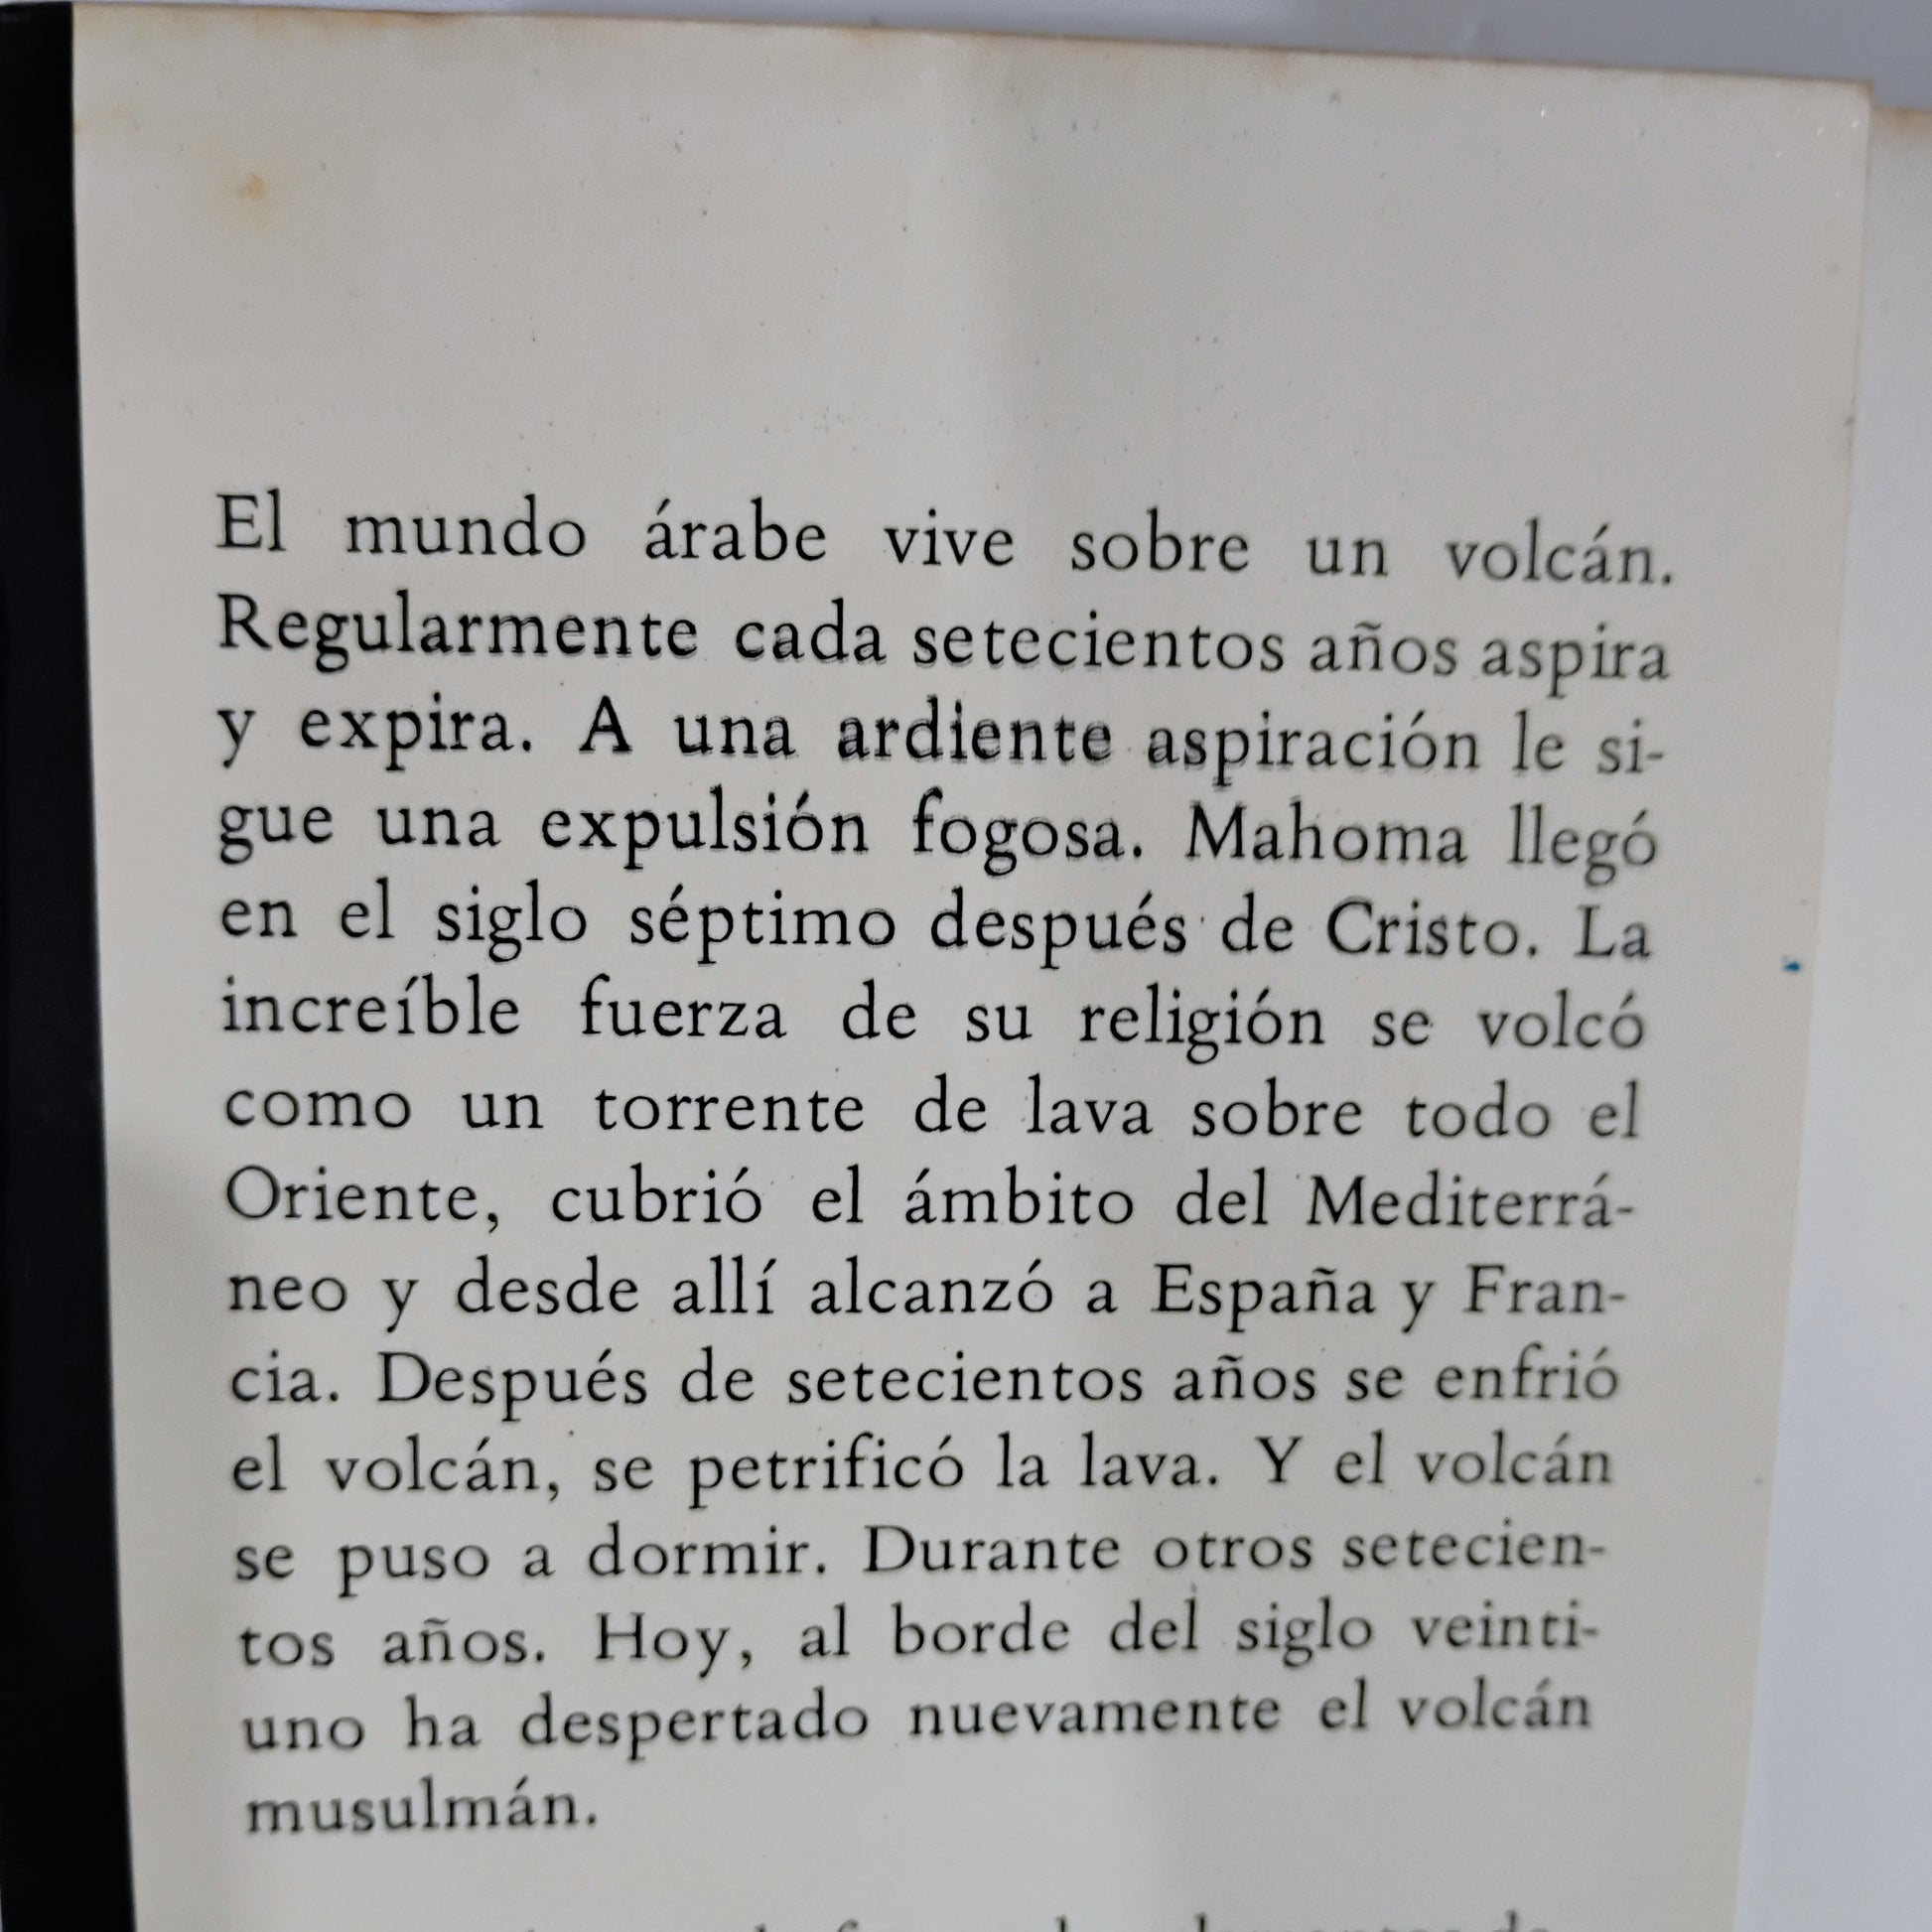 El mundo árabe vive sobre un volcán.
Regularmente cada setecientos años aspira
y expira. A una ardiente aspiración le si-
gue una expulsión fogosa. Mahoma llegó
en el siglo séptimo después de Cristo. La
increíble fuerza de su religión se volcó
como un torrente de lava sobre todo el
Oriente, cubrió el ámbito del Mediterrá-
neo y desde allí alcanzó a España y Fran-
cia. Después de setecientos años se enfrió
el volcán, se petrificó la lava. Y el volcán
se puso a dormir. Durante otros setecien-
tos años. Hoy, al borde del siglo veinti-
uno ha despertado nuevamente el volcán
musulmán.